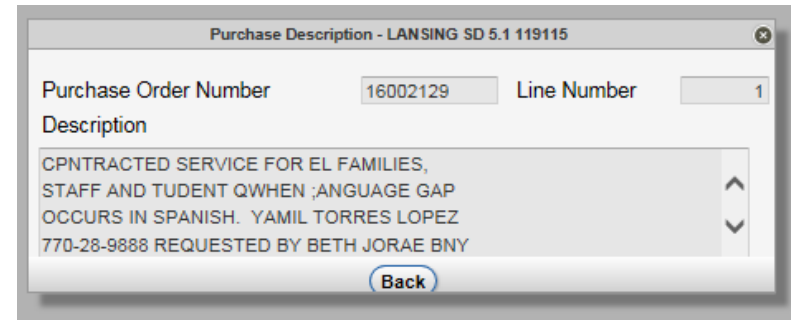 Purchase Description - LANSING SD 5.1 119115
Purchase Order Number 16002129 Line Number 1
Description
CPNTRACTED SERVICE FOR EL FAMILIES,
STAFF AND TUDENT QWHEN ;ANGUAGE GAP
OCCURS IN SPANISH. YAMIL TORRES LOPEZ
770-28-9888 REQUESTED BY BETH JORAE BNY
Back